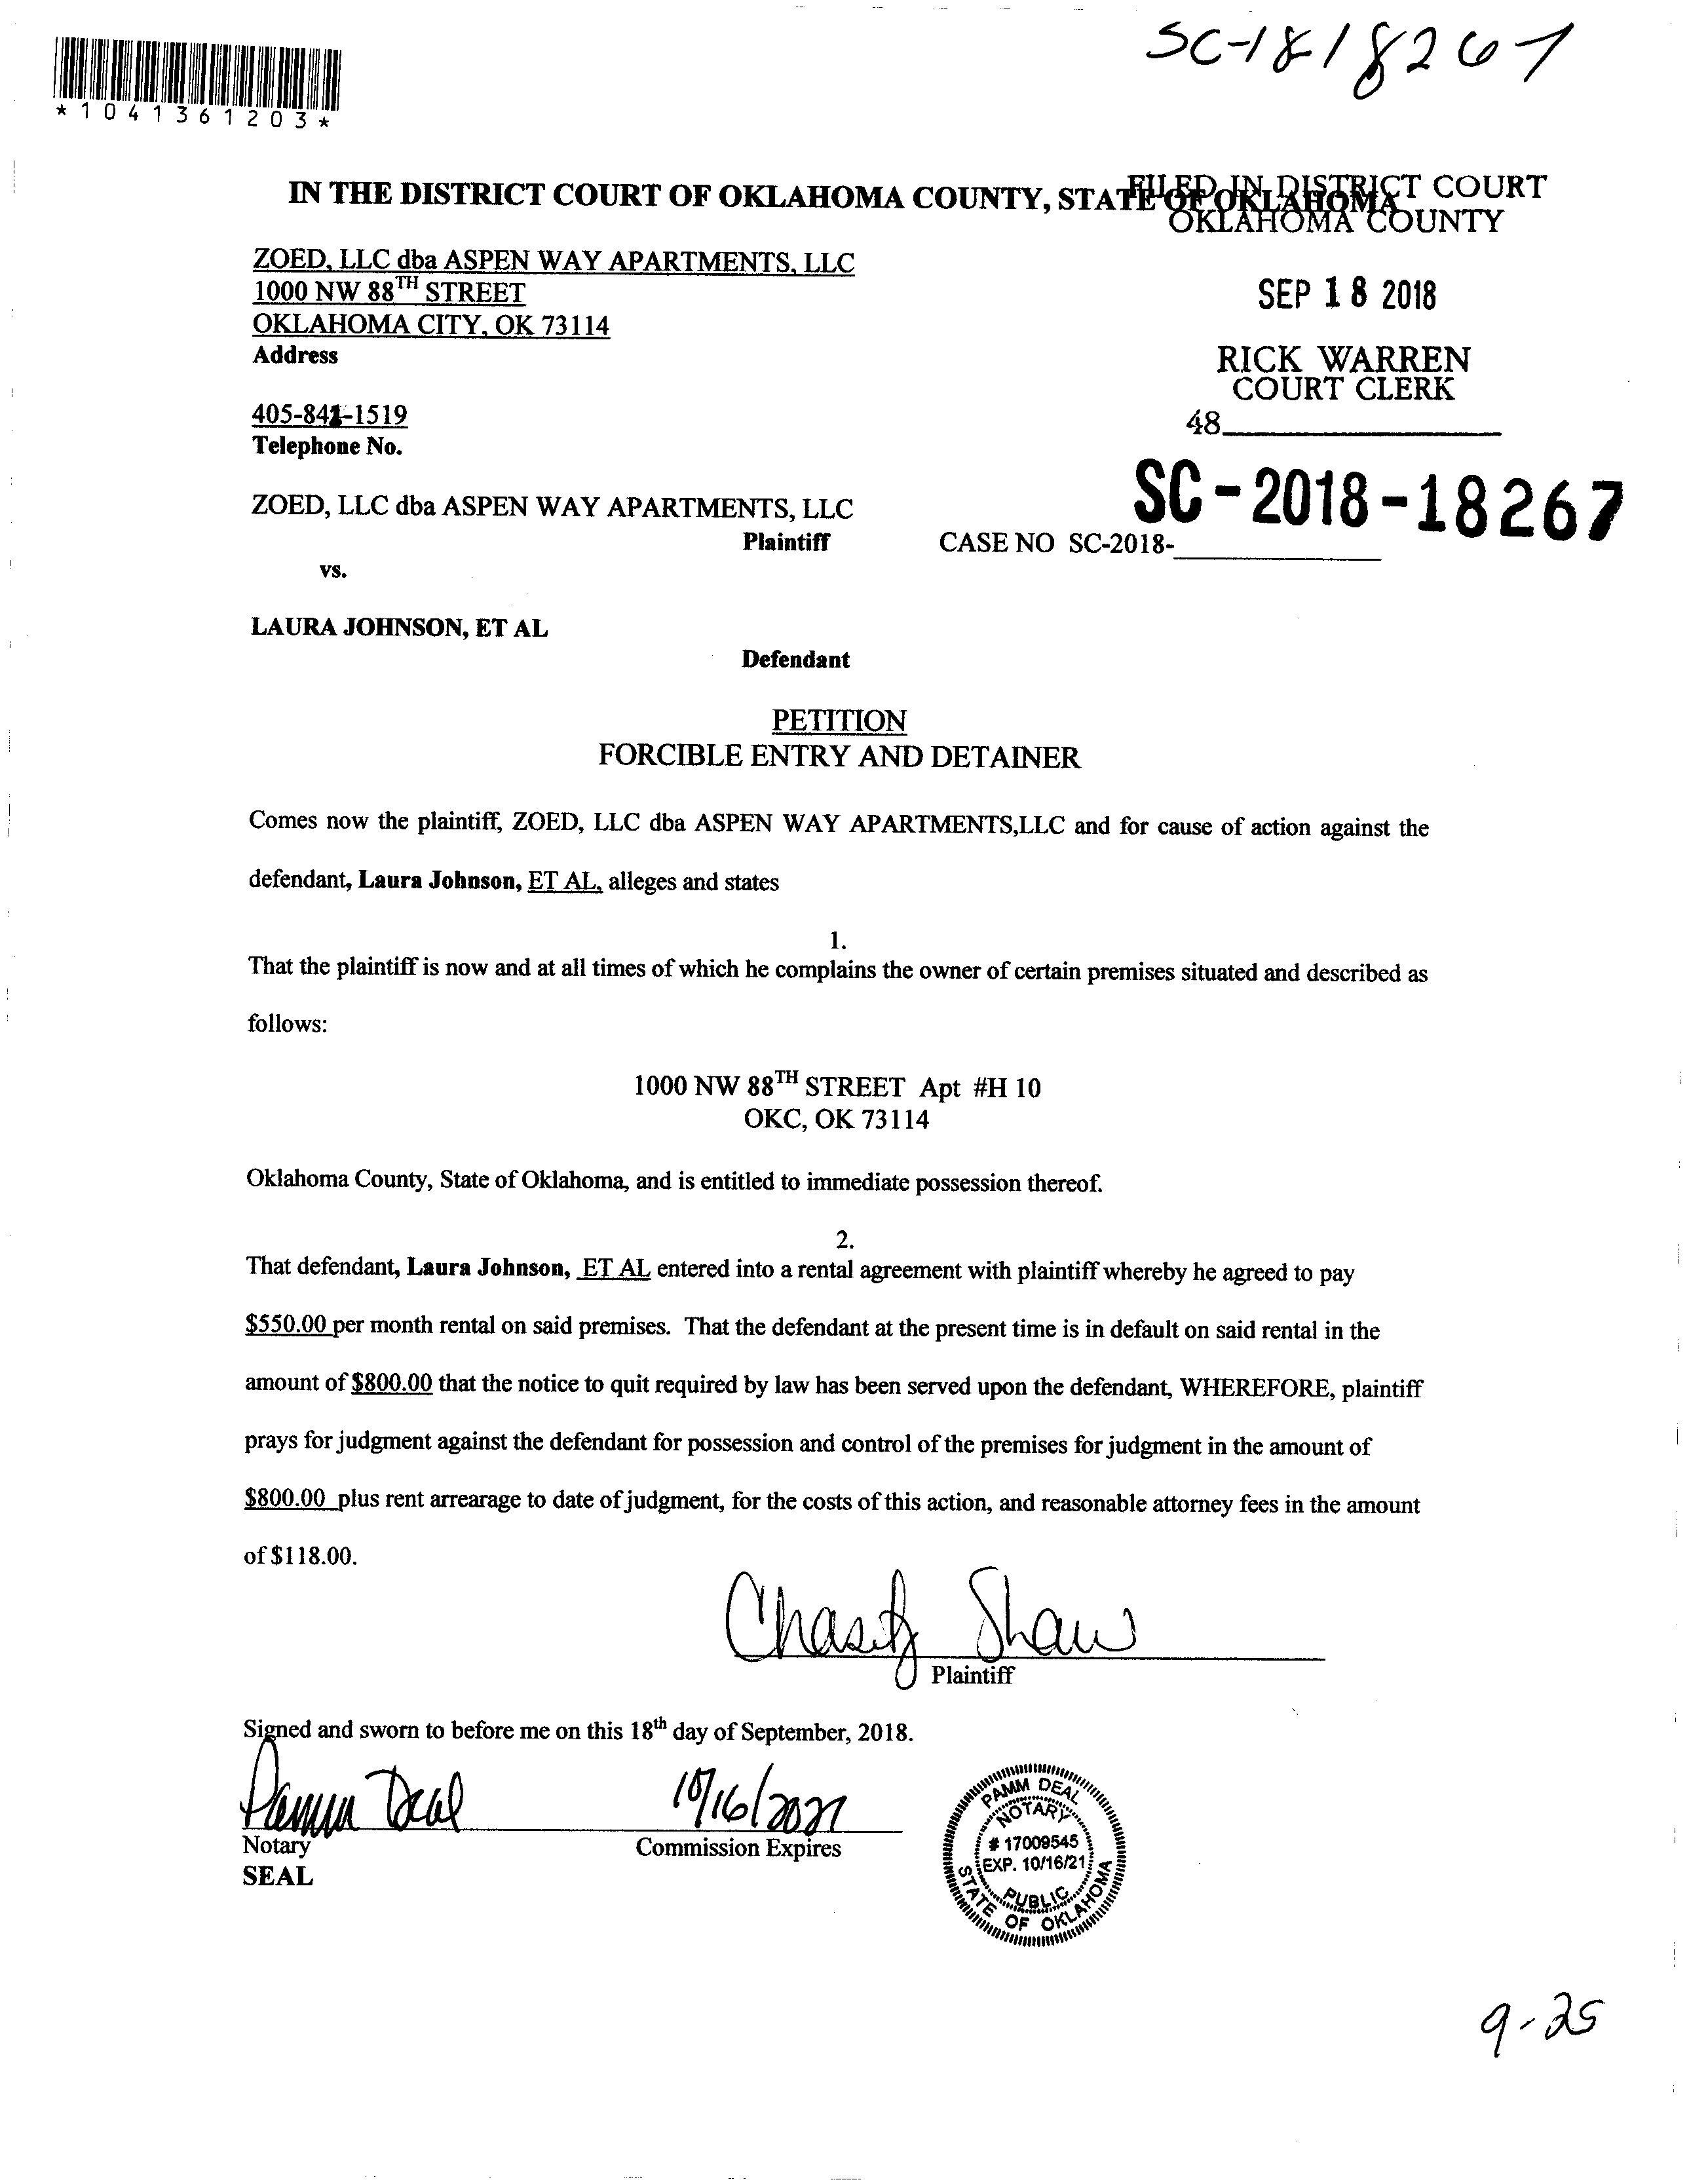 SC-1818267
*1041361203*
IN THE DISTRICT COURT OF OKLAHOMA COUNTY, STATE OF OKLAHOMA
FILED IN DISTRICT COURT
OKLAHOMA COUNTY
ZOED, LLC dba ASPEN WAY APARTMENTS, LLC
1000 NW 88TH STREET
OKLAHOMA CITY, OK 73114
Address
SEP 18 2018
RICK WARREN
COURT CLERK
48
405-841-1519
Telephone No.
SC-2018-18267
ZOED, LLC dba ASPEN WAY APARTMENTS, LLC
Plaintiff
CASE NO SC-2018-
vs.
LAURA JOHNSON, ET AL
Defendant
PETITION
FORCIBLE ENTRY AND DETAINER
Comes now the plaintiff, ZOED, LLC dba ASPEN WAY APARTMENTS,LLC and for cause of action against the
defendant, Laura Johnson, ET AL, alleges and states
1.
That the plaintiff is now and at all times of which he complains the owner of certain premises situated and described as
follows:
1000 NW 88TH STREET Apt #H 10
OKC, OK 73114
Oklahoma County, State of Oklahoma, and is entitled to immediate possession thereof.
2.
That defendant, Laura Johnson, ET AL entered into a rental agreement with plaintiff whereby he agreed to pay
$550.00 per month rental on said premises. That the defendant at the present time is in default on said rental in the
amount of $800.00 that the notice to quit required by law has been served upon the defendant, WHEREFORE, plaintiff
prays for judgment against the defendant for possession and control of the premises for judgment in the amount of
$800.00 plus rent arrearage to date of judgment, for the costs of this action, and reasonable attorney fees in the amount
of $118.00.
Chasity Shaw
Plaintiff
Signed and sworn to before me on this 18th day of September, 2018.
Pamm Deal
10/16/2021
Notary
Commission Expires
SEAL
PAMM DEAL
NOTARY
# 17009545
EXP. 10/16/21
PUBLIC
STATE OF OKLAHOMA
9-25